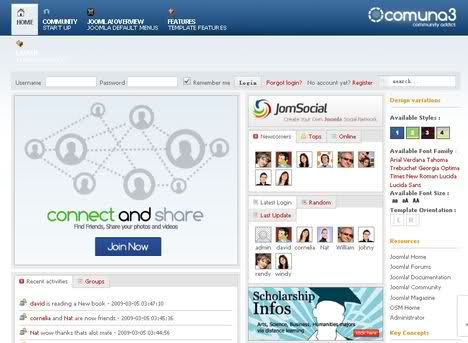 HOME
COMMUNITY
START UP
JOOMLA!OVERVIEW
JOOMLA DEFAULT MENUS
FEATURES
TEMPLATE FEATURES
comuna3
community addict
Username
Password
Remember me
Login
Forgot login?
No account yet? Register
search...
connect and share
Find Friends, Share your photos and videos
Join Now
Recent activities
Groups
david is reading a New book - 2009-03-05 03:47:10
cornelia and Nat are now friends - 2009-03-05 03:45:36
Nat wow thanks thats alot mate - 2009-03-05 03:44:56
JomSocial
Create Your Own Joomla Social Network.
Newcomers
Tops
Online
Latest Login
Random
Last Update
admin david cornelia Nat William johny
rendy windy
Scholarship
Infos
Arts, Science, Business, Humanities majors
via distance learning
click here
Design variations
Available Styles :
1 2 3 4
Available Font Family :
Arial Verdana Tahoma
Trebuchet Georgia Optima
Times New Roman Lucida
Lucida Sans
Available Font Size :
aa aA AA
Template Orientation :
L R
Resources
Joomla! Home
Joomla! Forums
Joomla! Documentation
Joomla! Community
Joomla! Magazine
OSM Home
Administrator
Key Concepts